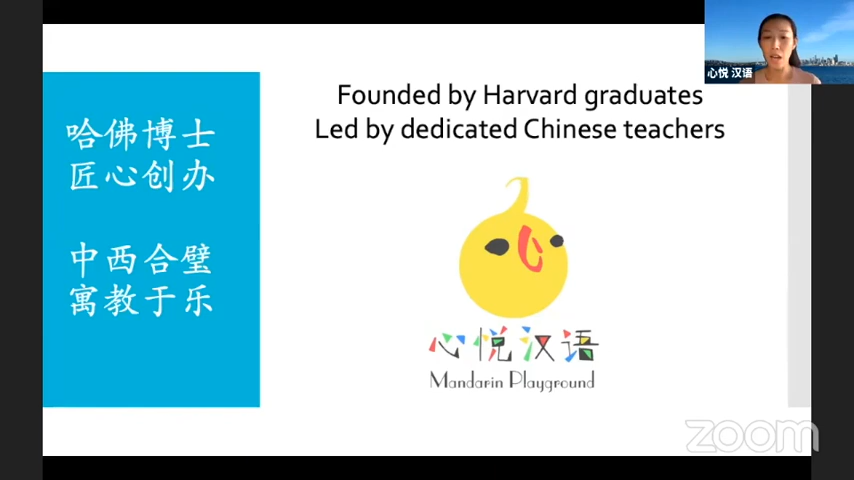 心悦 汉语
Founded by Harvard graduates
Led by dedicated Chinese teachers
哈佛博士
匠心创办
中西合璧
寓教于乐
心悦汉语
Mandarin Playground
zoom